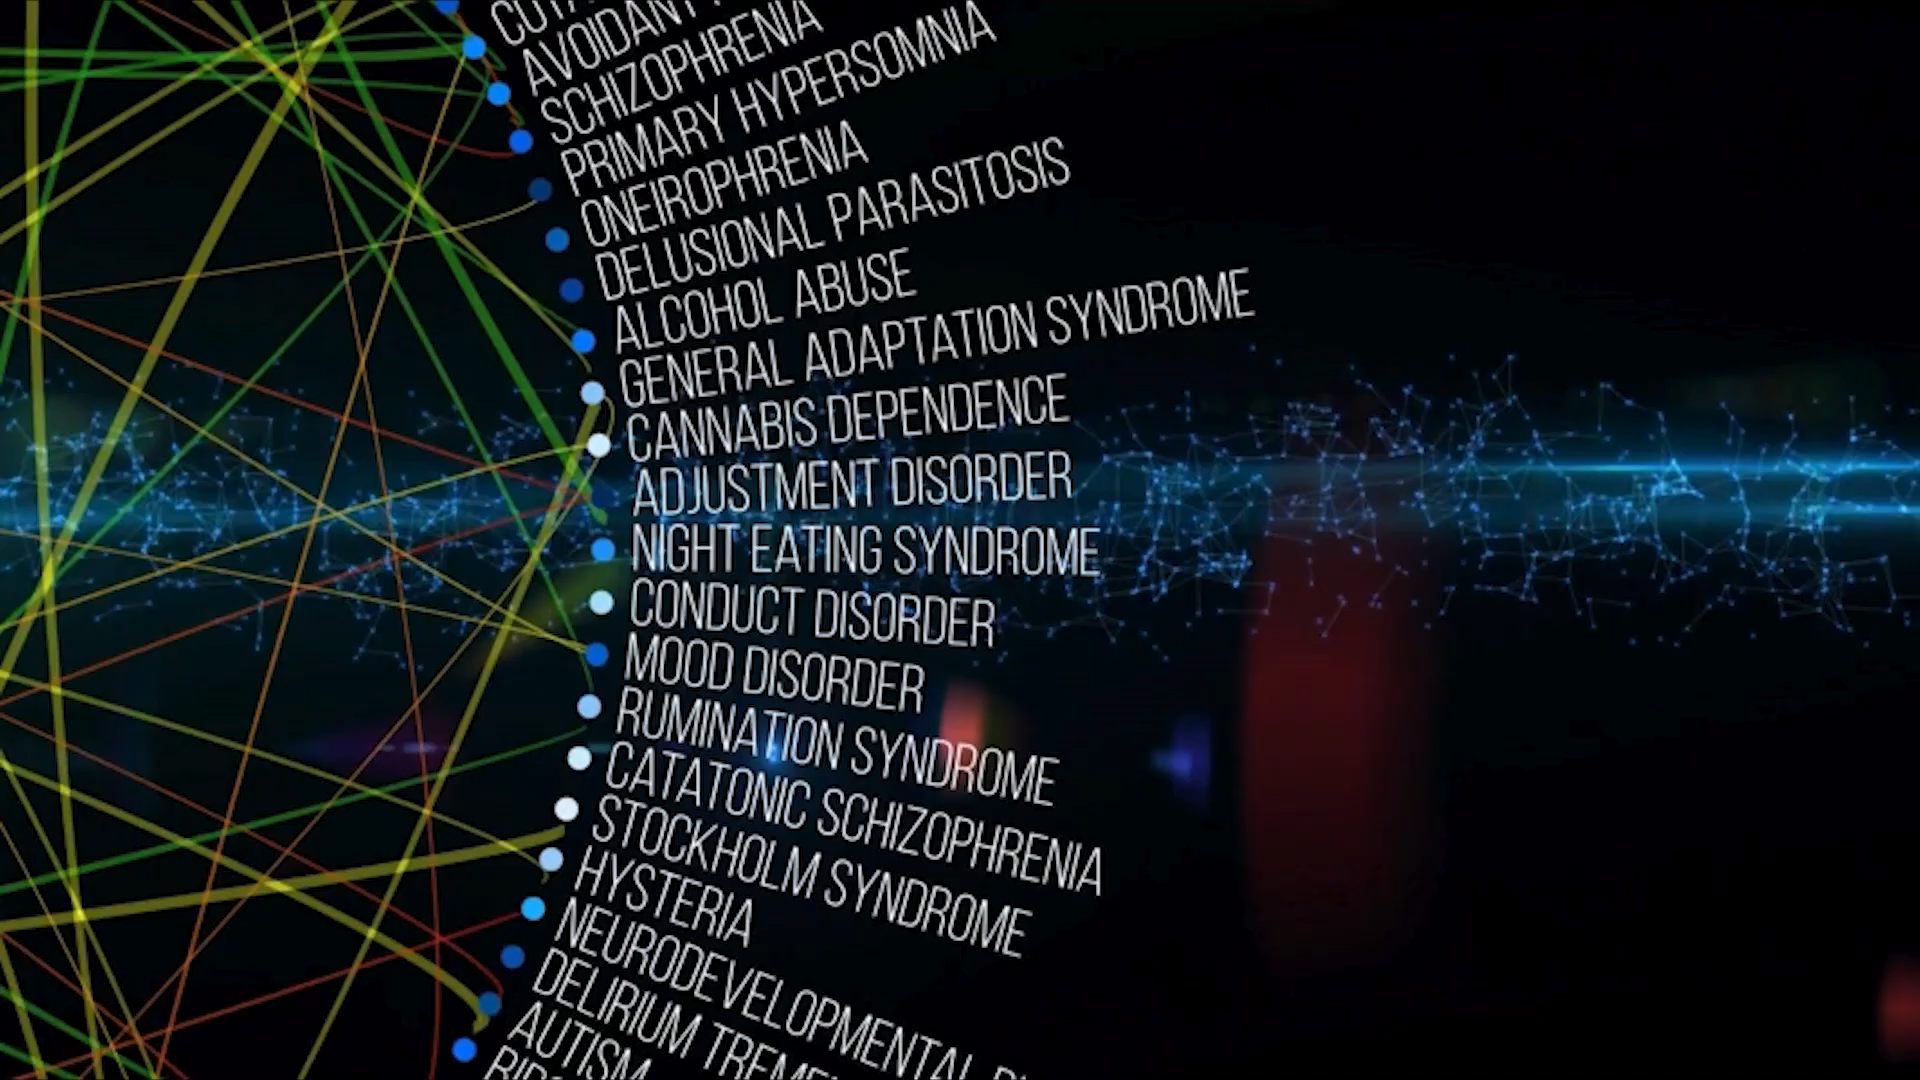 AVOIDANT
SCHIZOPHRENIA
PRIMARY HYPERSOMNIA
ONEIROPHRENIA
DELUSIONAL PARASITOSIS
ALCOHOL ABUSE
GENERAL ADAPTATION SYNDROME
CANNABIS DEPENDENCE
ADJUSTMENT DISORDER
NIGHT EATING SYNDROME
CONDUCT DISORDER
MOOD DISORDER
RUMINATION SYNDROME
CATATONIC SCHIZOPHRENIA
STOCKHOLM SYNDROME
HYSTERIA
NEURODEVELOPMENTAL
DELIRIUM
AUTISM